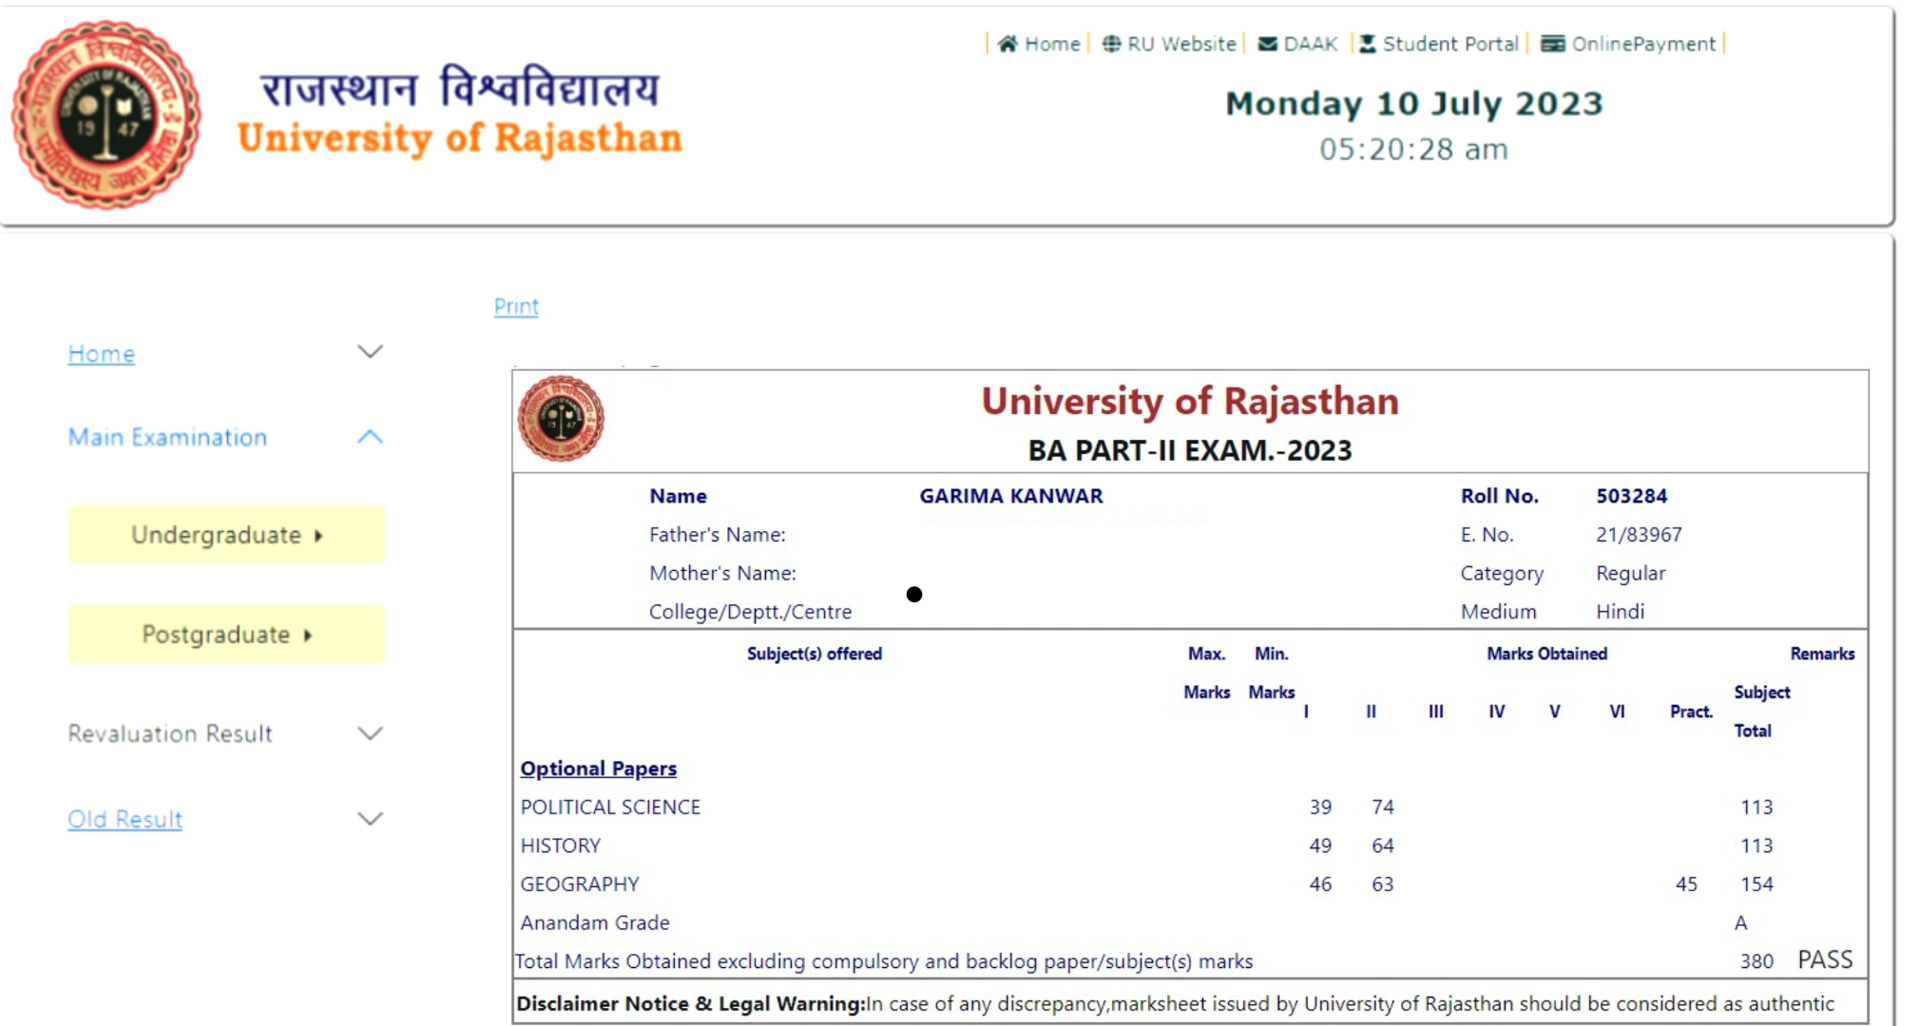 Home RU Website DAAK Student Portal OnlinePayment
राजस्थान विश्वविद्यालय
University of Rajasthan
Monday 10 July 2023
05:20:28 am
1947
Home
Main Examination
Undergraduate
Postgraduate
Revaluation Result
Old Result
Print
University of Rajasthan
BA PART-II EXAM.-2023
Name GARIMA KANWAR Roll No. 503284
Father's Name: E. No. 21/83967
Mother's Name: Category Regular
College/Deptt./Centre Medium Hindi
Subject(s) offered Max. Marks Min. Marks Marks Obtained Remarks
I II III IV V VI Pract. Subject Total
Optional Papers
POLITICAL SCIENCE 39 74 113
HISTORY 49 64 113
GEOGRAPHY 46 63 45 154
Anandam Grade A
Total Marks Obtained excluding compulsory and backlog paper/subject(s) marks 380 PASS
Disclaimer Notice & Legal Warning:In case of any discrepancy,marksheet issued by University of Rajasthan should be considered as authentic